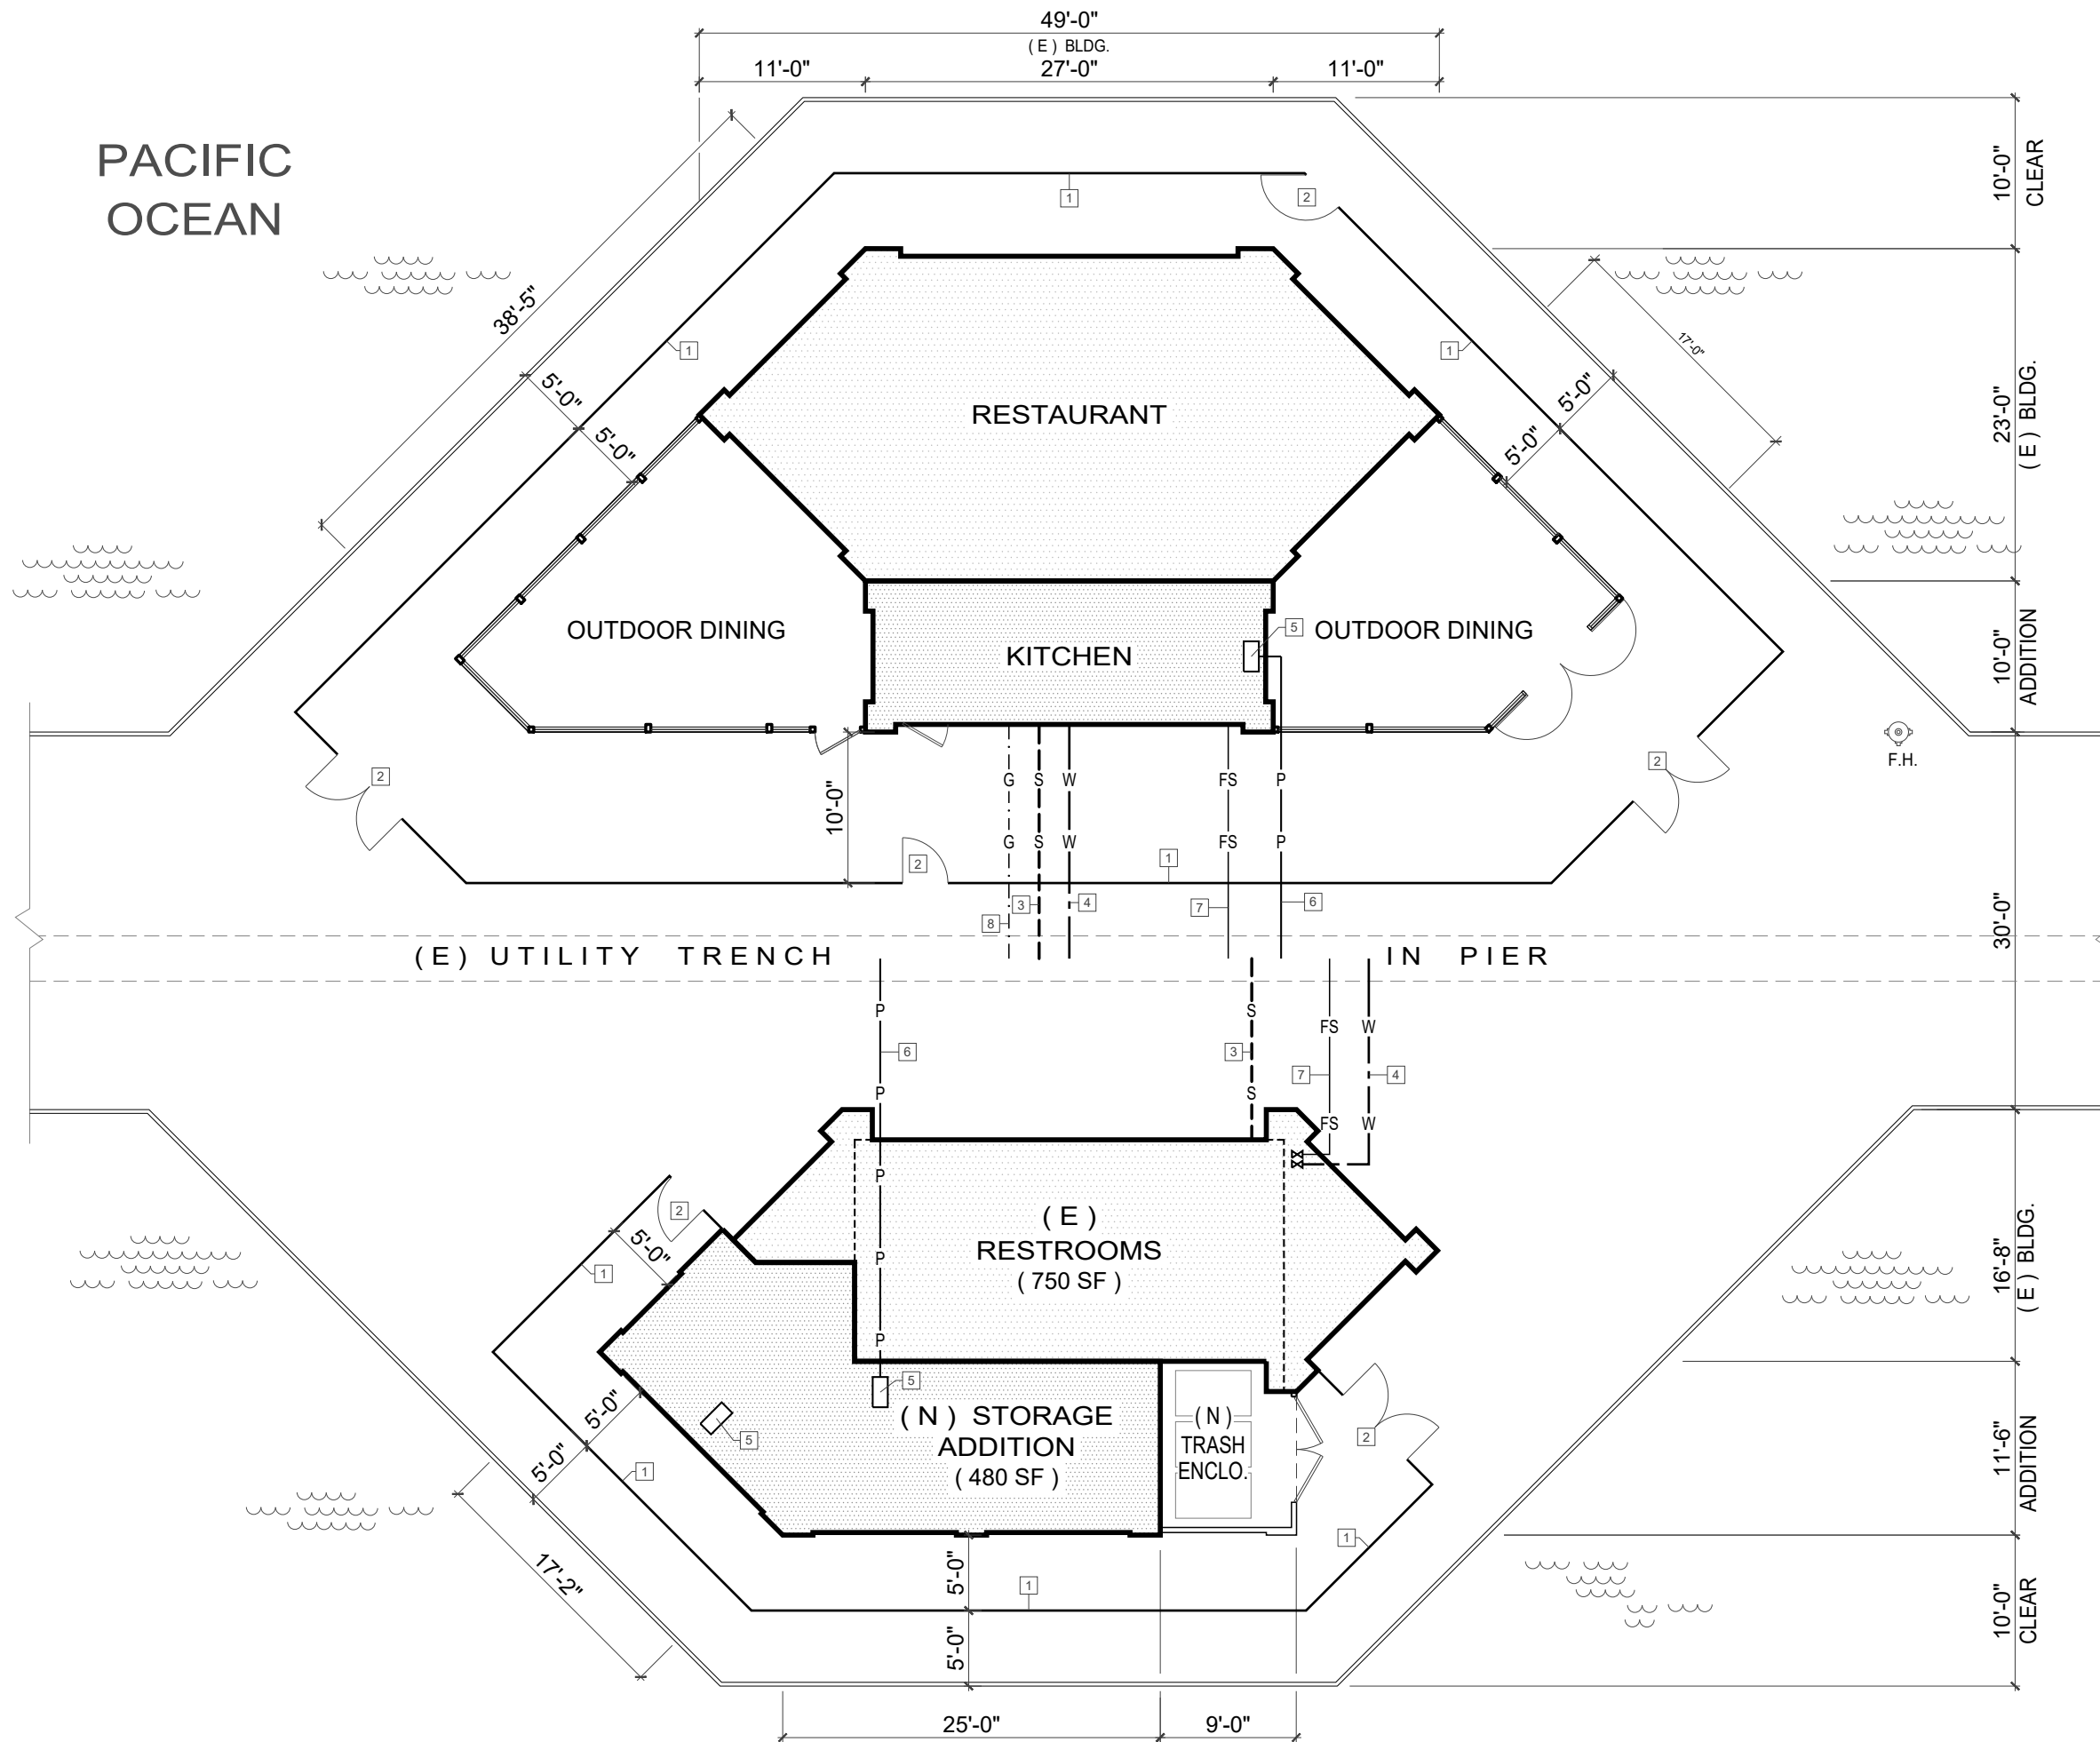 49'-0"
( E ) BLDG.
11'-0" 27'-0" 11'-0"
PACIFIC
OCEAN
10'-0"
CLEAR
1
2
38'-5"
17'-0"
1
1
5'-0"
5'-0"
5'-0"
5'-0"
RESTAURANT
23'-0"
( E ) BLDG.
OUTDOOR DINING
KITCHEN
5
OUTDOOR DINING
10'-0"
ADDITION
F.H.
2
2
10'-0"
G S W FS P
G S W FS P
2
1
8
3
4
7
6
30'-0"
(E) UTILITY TRENCH IN PIER
P S FS W
6
3
7
4
P S FS W
P
2
5'-0"
1
( E )
RESTROOMS
( 750 SF )
P
16'-8"
( E ) BLDG.
P
5
5
5'-0"
5'-0"
1
( N ) STORAGE
ADDITION
( 480 SF )
( N )
TRASH
ENCLO.
2
11'-6"
ADDITION
1
17'-2"
5'-0"
1
5'-0"
10'-0"
CLEAR
25'-0" 9'-0"